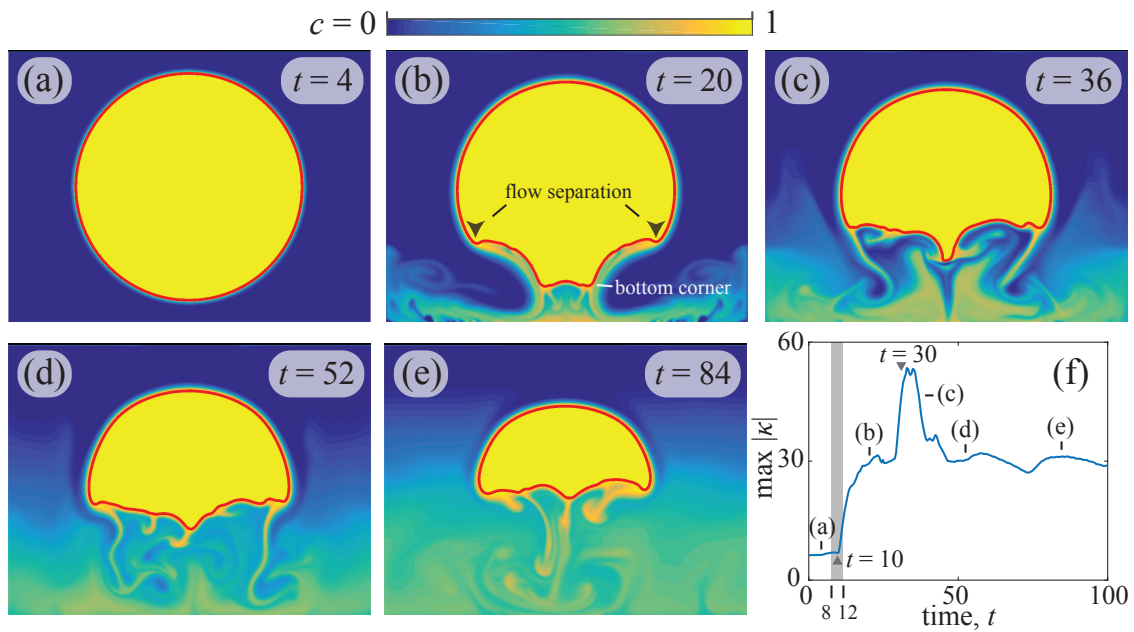 c = 0 1
(a) t = 4
(b) t = 20
flow separation
bottom corner
(c) t = 36
(d) t = 52
(e) t = 84
(f)
60
30
0
max |κ|
t = 30
(c)
(b)
(d)
(e)
(a)
t = 10
0 50 100
8 12
time, t